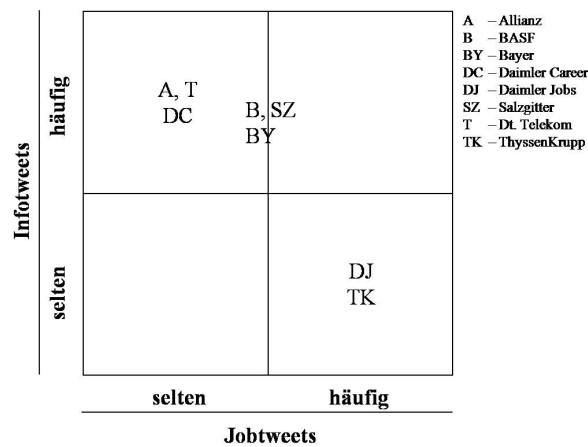 A, T
DC
B, SZ
BY
DJ
TK
häufig
selten
Infotweets
selten
häufig
Jobtweets
A – Allianz
B – BASF
BY – Bayer
DC – Daimler Career
DJ – Daimler Jobs
SZ – Salzgitter
T – Dt. Telekom
TK – ThyssenKrupp